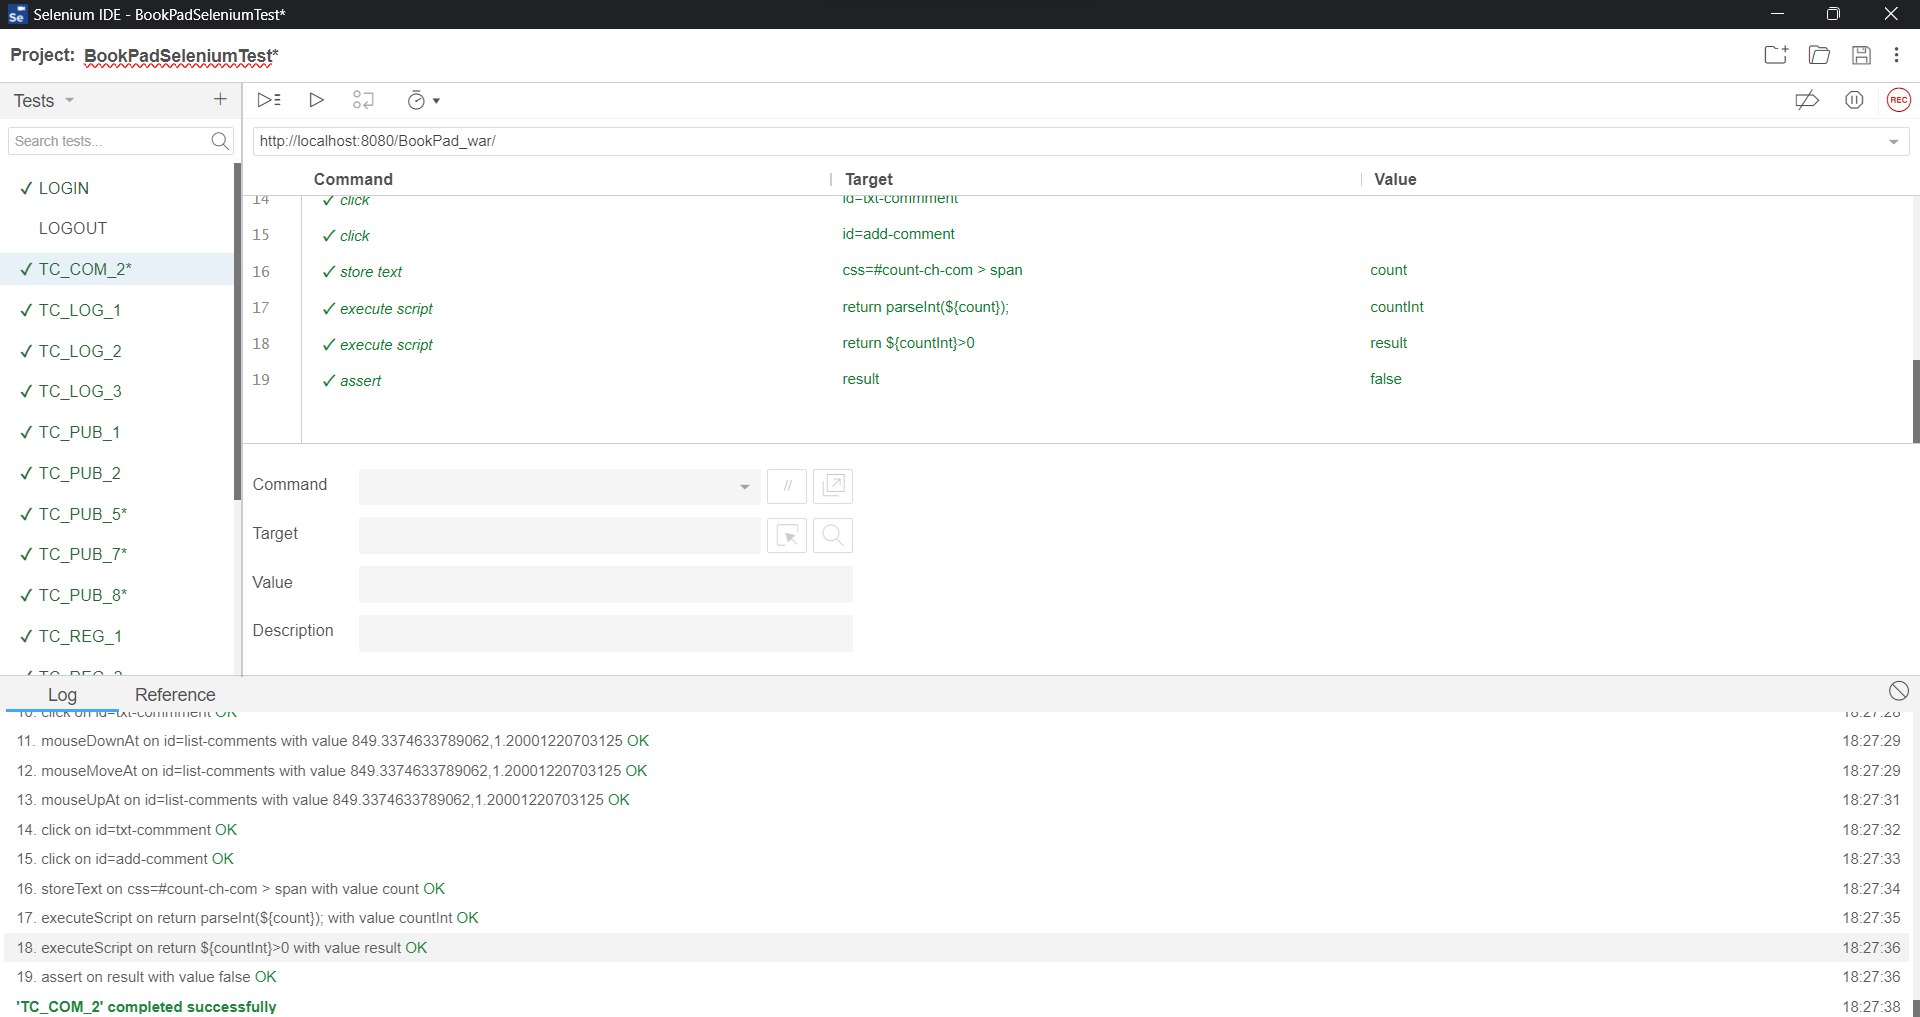 Selenium IDE - BookPadSeleniumTest*
Project: BookPadSeleniumTest*
Tests
REC
Search tests...
http://localhost:8080/BookPad_war/
Command Target Value
14 click id=txt-commment
15 click id=add-comment
16 store text css=#count-ch-com > span count
17 execute script return parseInt(${count}); countInt
18 execute script return ${countInt}>0 result
19 assert result false
LOGIN
LOGOUT
TC_COM_2*
TC_LOG_1
TC_LOG_2
TC_LOG_3
TC_PUB_1
TC_PUB_2
TC_PUB_5*
TC_PUB_7*
TC_PUB_8*
TC_REG_1
Command
//
Target
Value
Description
Log Reference
10. click on id=txt-commment OK 18:27:28
11. mouseDownAt on id=list-comments with value 849.3374633789062,1.20001220703125 OK 18:27:29
12. mouseMoveAt on id=list-comments with value 849.3374633789062,1.20001220703125 OK 18:27:29
13. mouseUpAt on id=list-comments with value 849.3374633789062,1.20001220703125 OK 18:27:31
14. click on id=txt-commment OK 18:27:32
15. click on id=add-comment OK 18:27:33
16. storeText on css=#count-ch-com > span with value count OK 18:27:34
17. executeScript on return parseInt(${count}); with value countInt OK 18:27:35
18. executeScript on return ${countInt}>0 with value result OK 18:27:36
19. assert on result with value false OK 18:27:36
'TC_COM_2' completed successfully 18:27:38